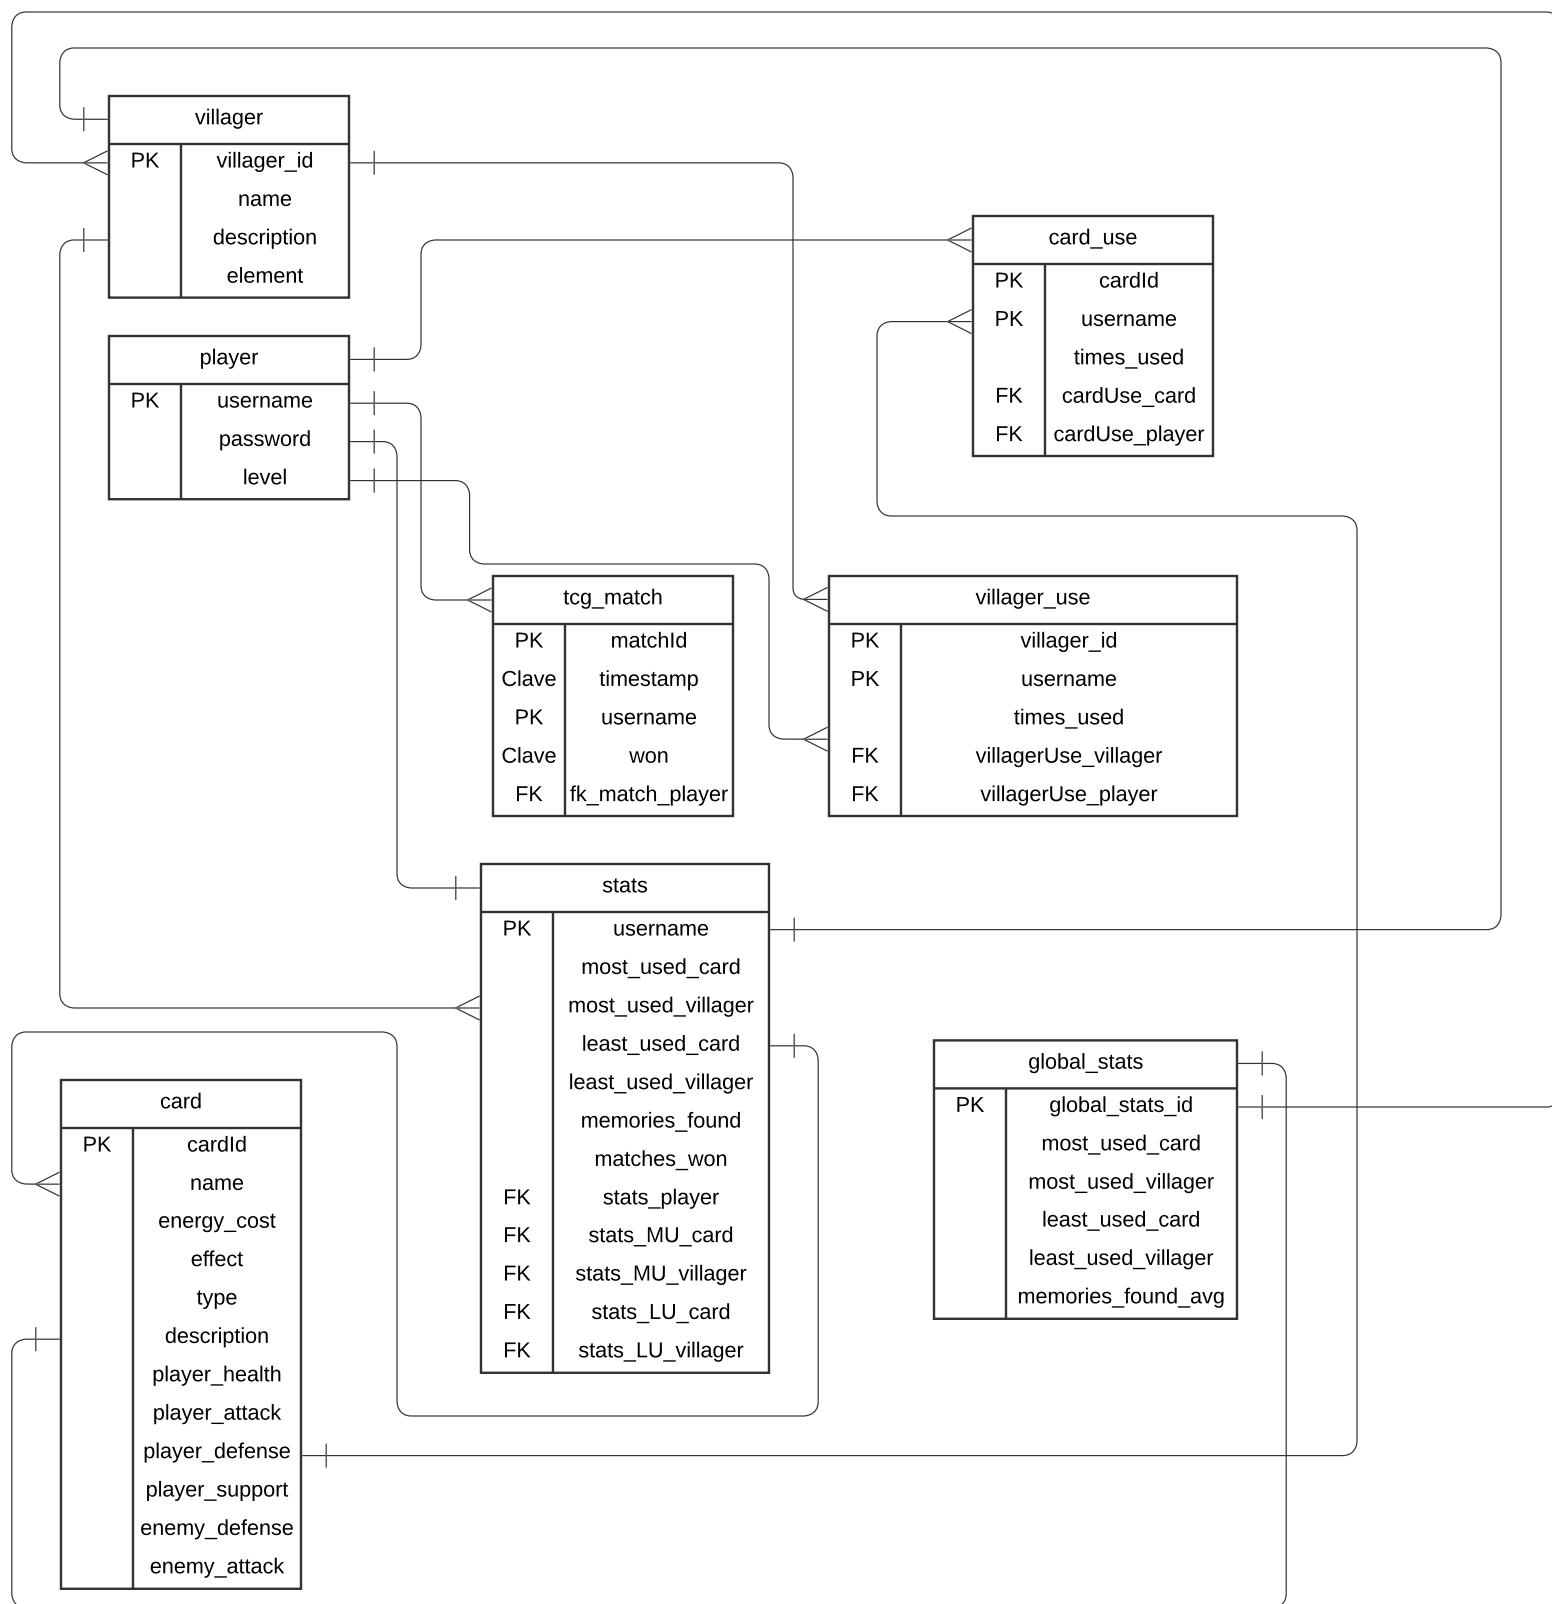 villager
PK villager_id
name
description
element
player
PK username
password
level
card_use
PK cardId
PK username
times_used
FK cardUse_card
FK cardUse_player
tcg_match
PK matchId
Clave timestamp
PK username
Clave won
FK fk_match_player
villager_use
PK villager_id
PK username
times_used
FK villagerUse_villager
FK villagerUse_player
stats
PK username
most_used_card
most_used_villager
least_used_card
least_used_villager
memories_found
matches_won
FK stats_player
FK stats_MU_card
FK stats_MU_villager
FK stats_LU_card
FK stats_LU_villager
global_stats
PK global_stats_id
most_used_card
most_used_villager
least_used_card
least_used_villager
memories_found_avg
card
PK cardId
name
energy_cost
effect
type
description
player_health
player_attack
player_defense
player_support
enemy_defense
enemy_attack